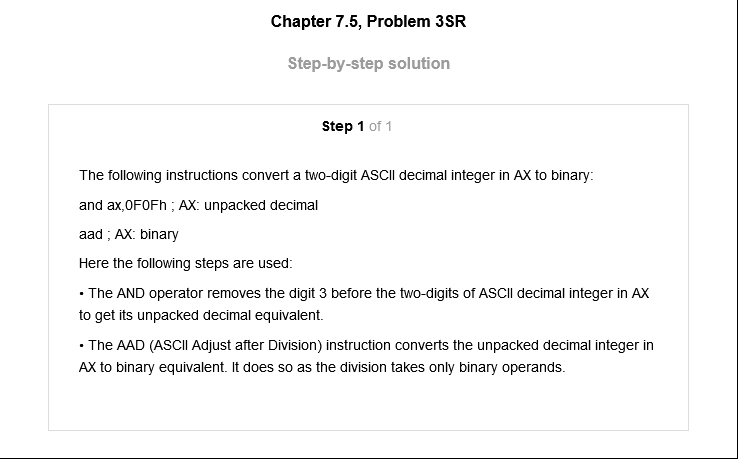 Chapter 7.5, Problem 3SR
Step-by-step solution
Step 1 of 1
The following instructions convert a two-digit ASCII decimal integer in AX to binary:
and ax,0F0Fh ; AX: unpacked decimal
aad ; AX: binary
Here the following steps are used:
• The AND operator removes the digit 3 before the two-digits of ASCII decimal integer in AX
to get its unpacked decimal equivalent.
• The AAD (ASCII Adjust after Division) instruction converts the unpacked decimal integer in
AX to binary equivalent. It does so as the division takes only binary operands.